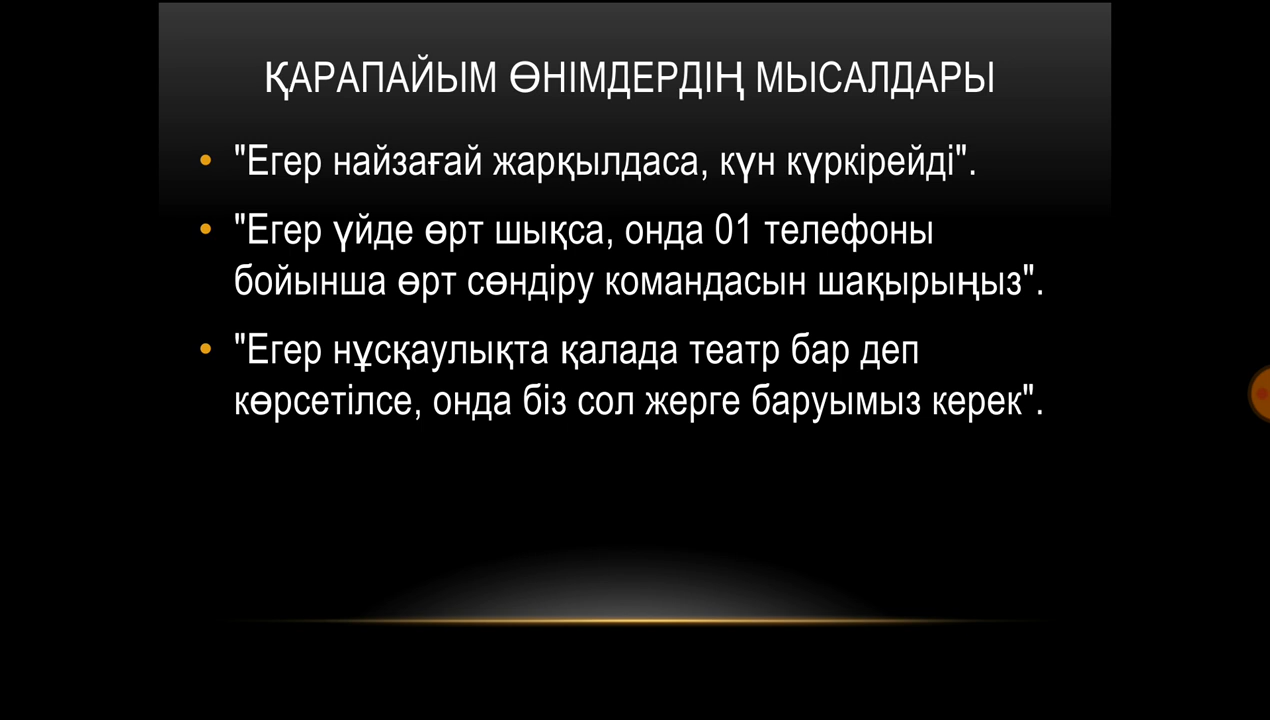 ҚАРАПАЙЫМ ӨНІМДЕРДІҢ МЫСАЛДАРЫ
• "Егер найзағай жарқылдаса, күн күркірейді".
• "Егер үйде өрт шықса, онда 01 телефоны
бойынша өрт сөндіру командасын шақырыңыз".
• "Егер нұсқаулықта қалада театр бар деп
көрсетілсе, онда біз сол жерге баруымыз керек".